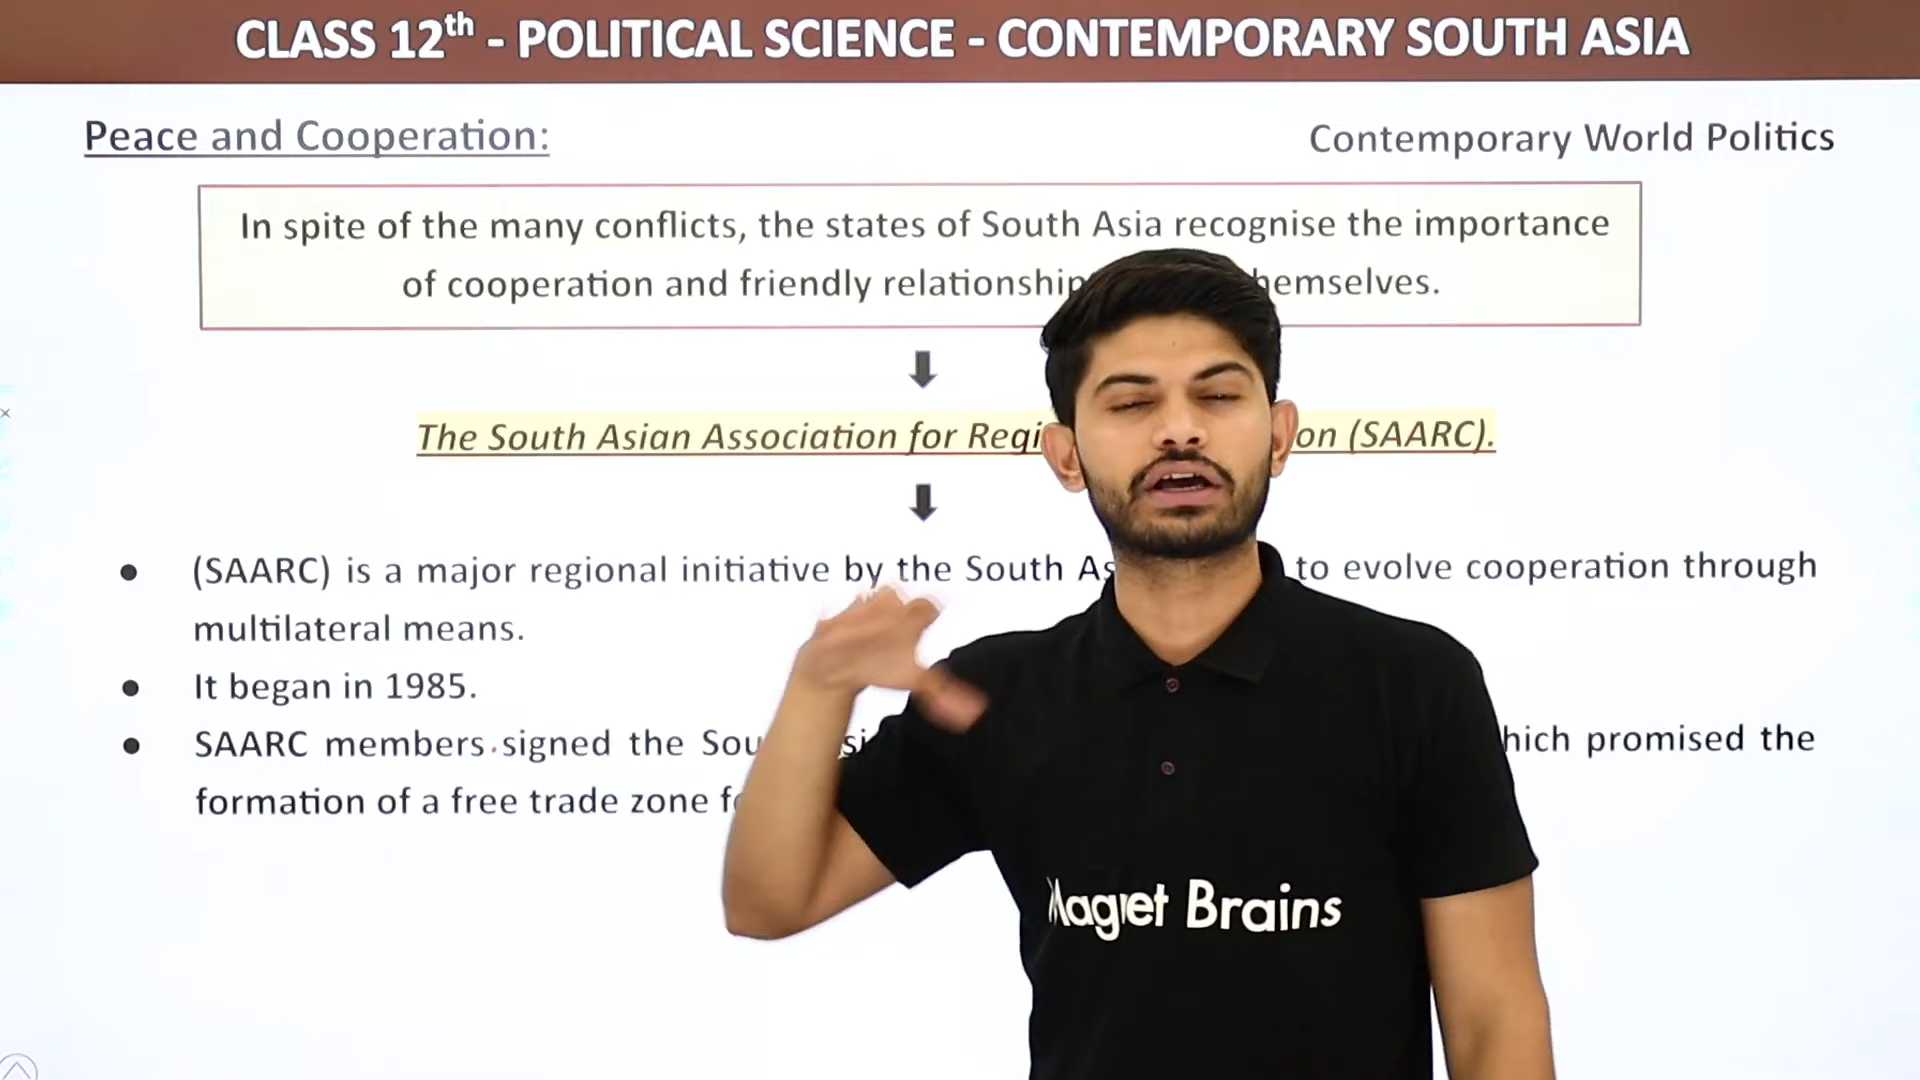 CLASS 12th - POLITICAL SCIENCE - CONTEMPORARY SOUTH ASIA
Peace and Cooperation:
Contemporary World Politics
In spite of the many conflicts, the states of South Asia recognise the importance
of cooperation and friendly relationship hemselves.
The South Asian Association for Regi on (SAARC).
(SAARC) is a major regional initiative by the South As to evolve cooperation through
multilateral means.
It began in 1985.
SAARC members signed the Sou si hich promised the
formation of a free trade zone f
Magnet Brains